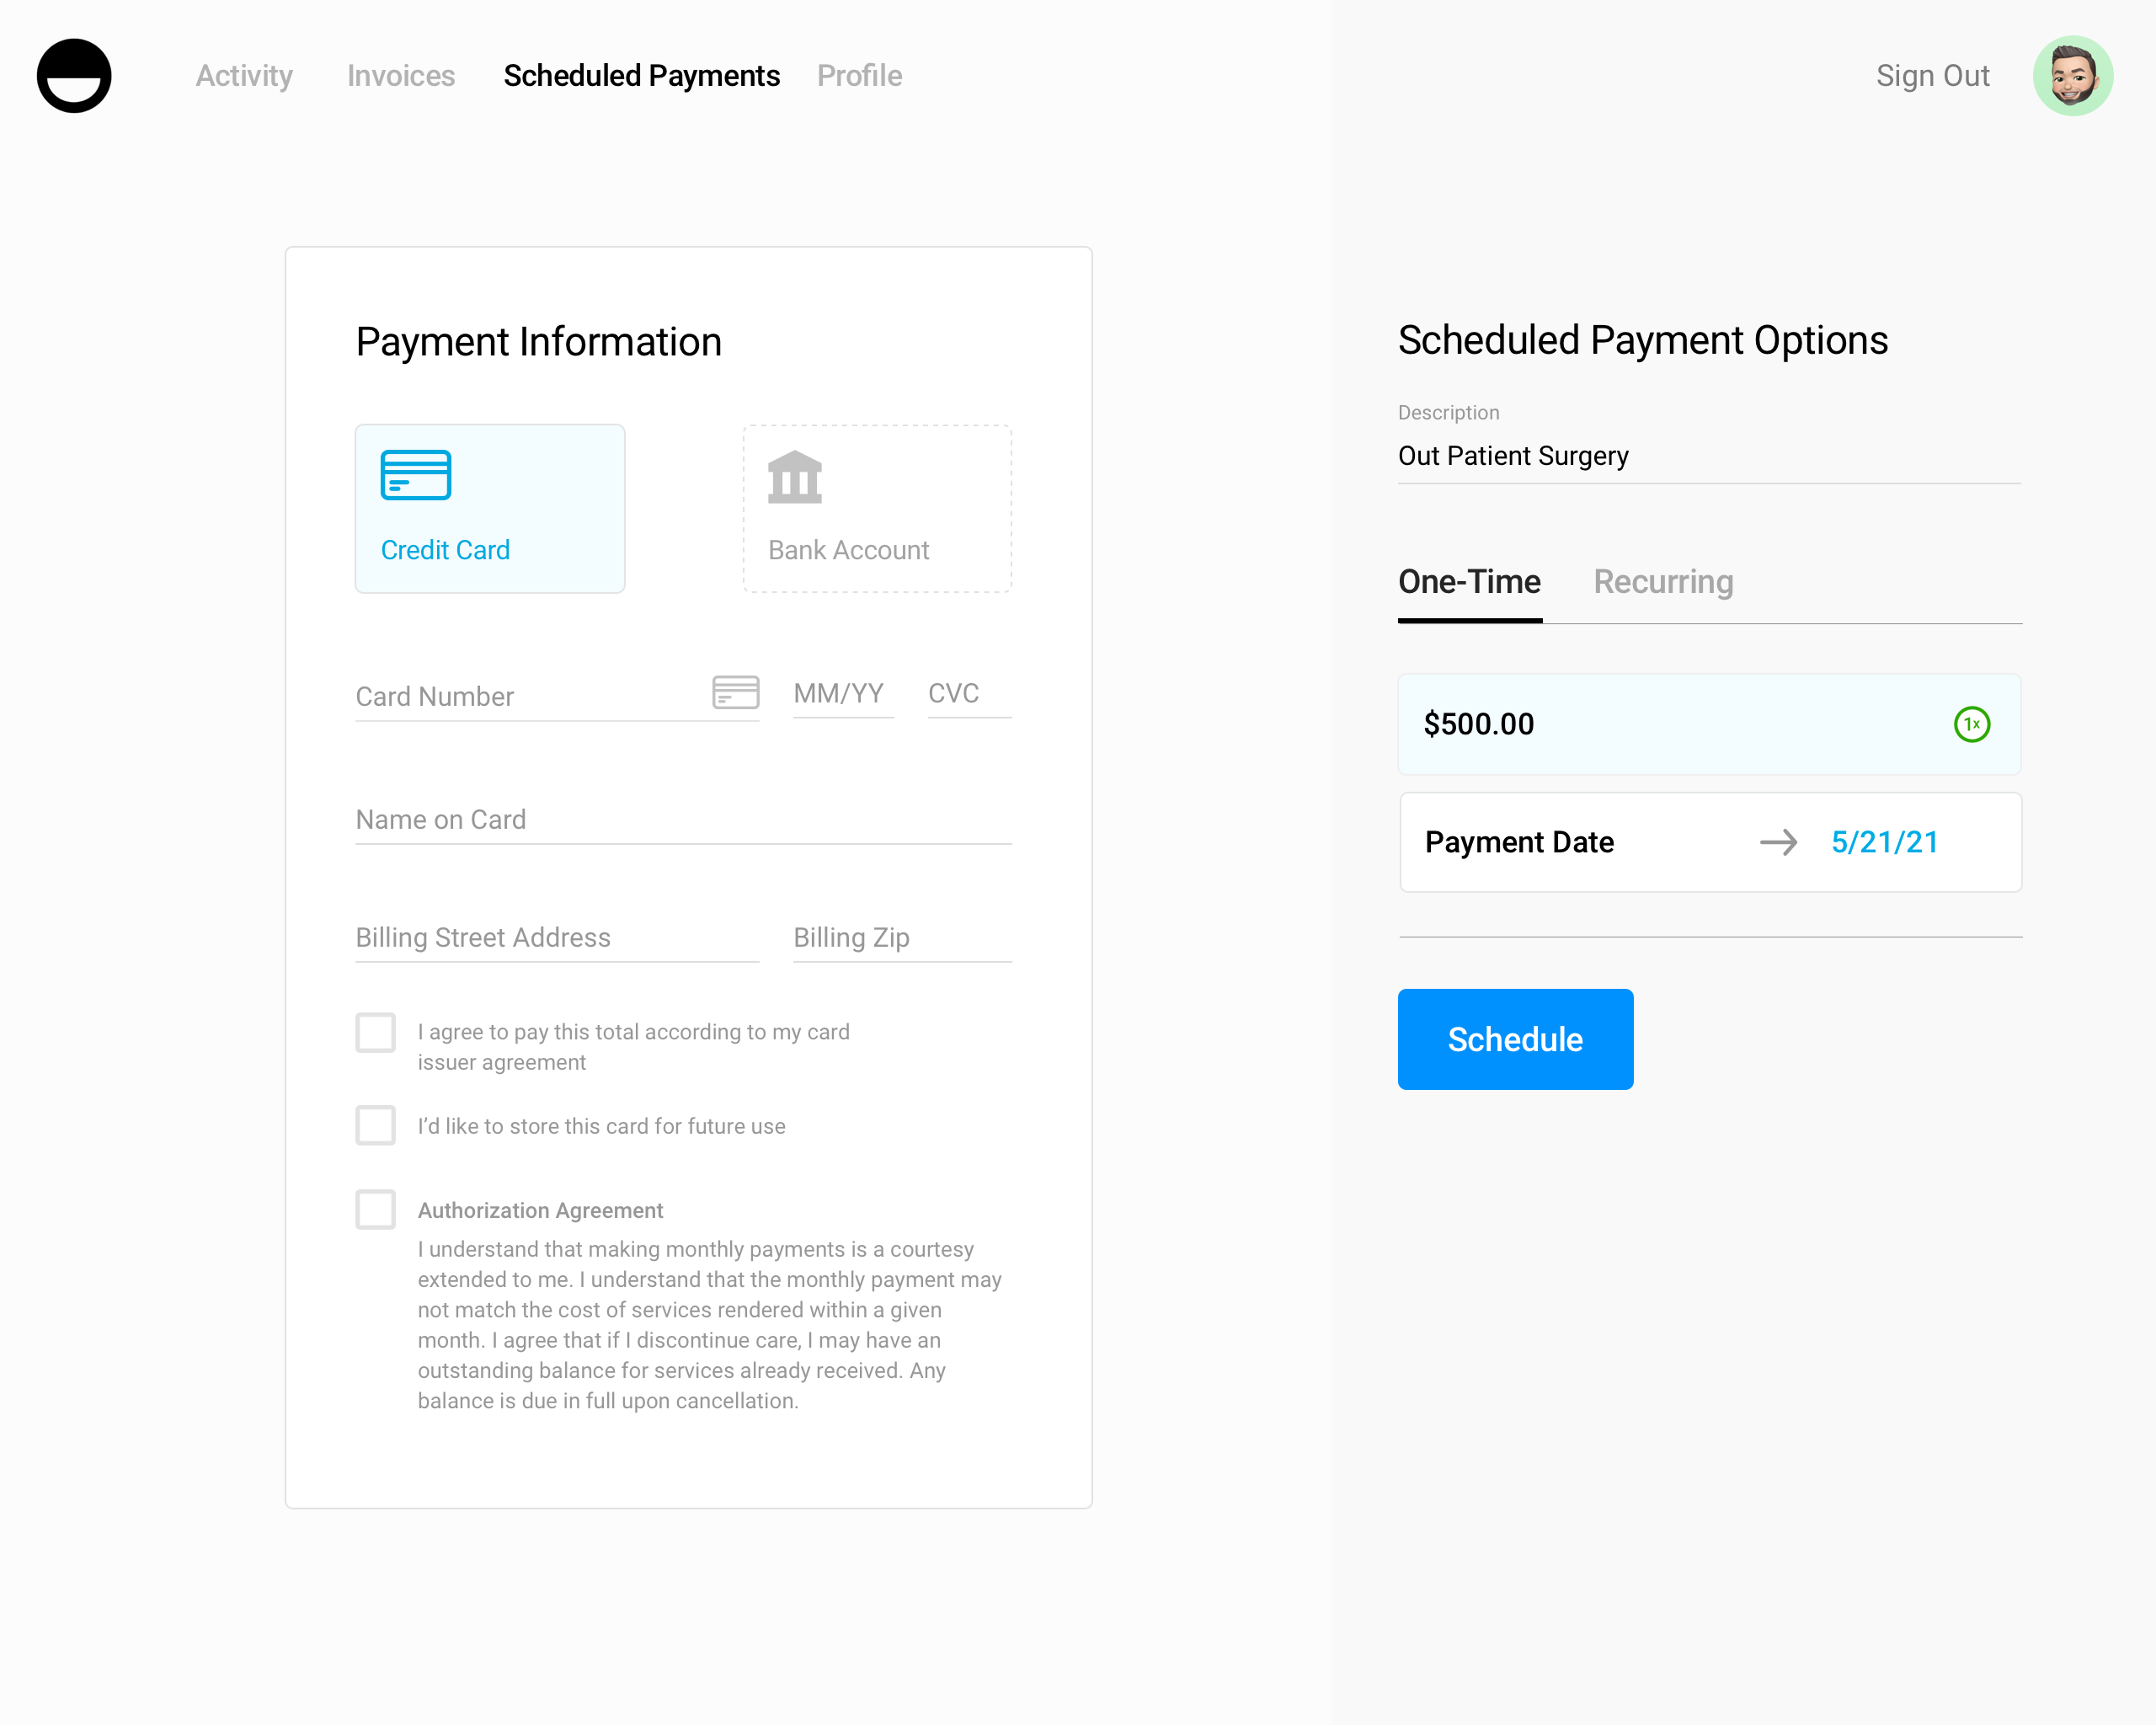 Activity
Invoices
Scheduled Payments
Profile
Sign Out
Payment Information
Credit Card
Bank Account
Card Number
MM/YY
CVC
Name on Card
Billing Street Address
Billing Zip
I agree to pay this total according to my card
issuer agreement
I’d like to store this card for future use
Authorization Agreement
I understand that making monthly payments is a courtesy
extended to me. I understand that the monthly payment may
not match the cost of services rendered within a given
month. I agree that if I discontinue care, I may have an
outstanding balance for services already received. Any
balance is due in full upon cancellation.
Scheduled Payment Options
Description
Out Patient Surgery
One-Time
Recurring
$500.00
1x
Payment Date
5/21/21
Schedule